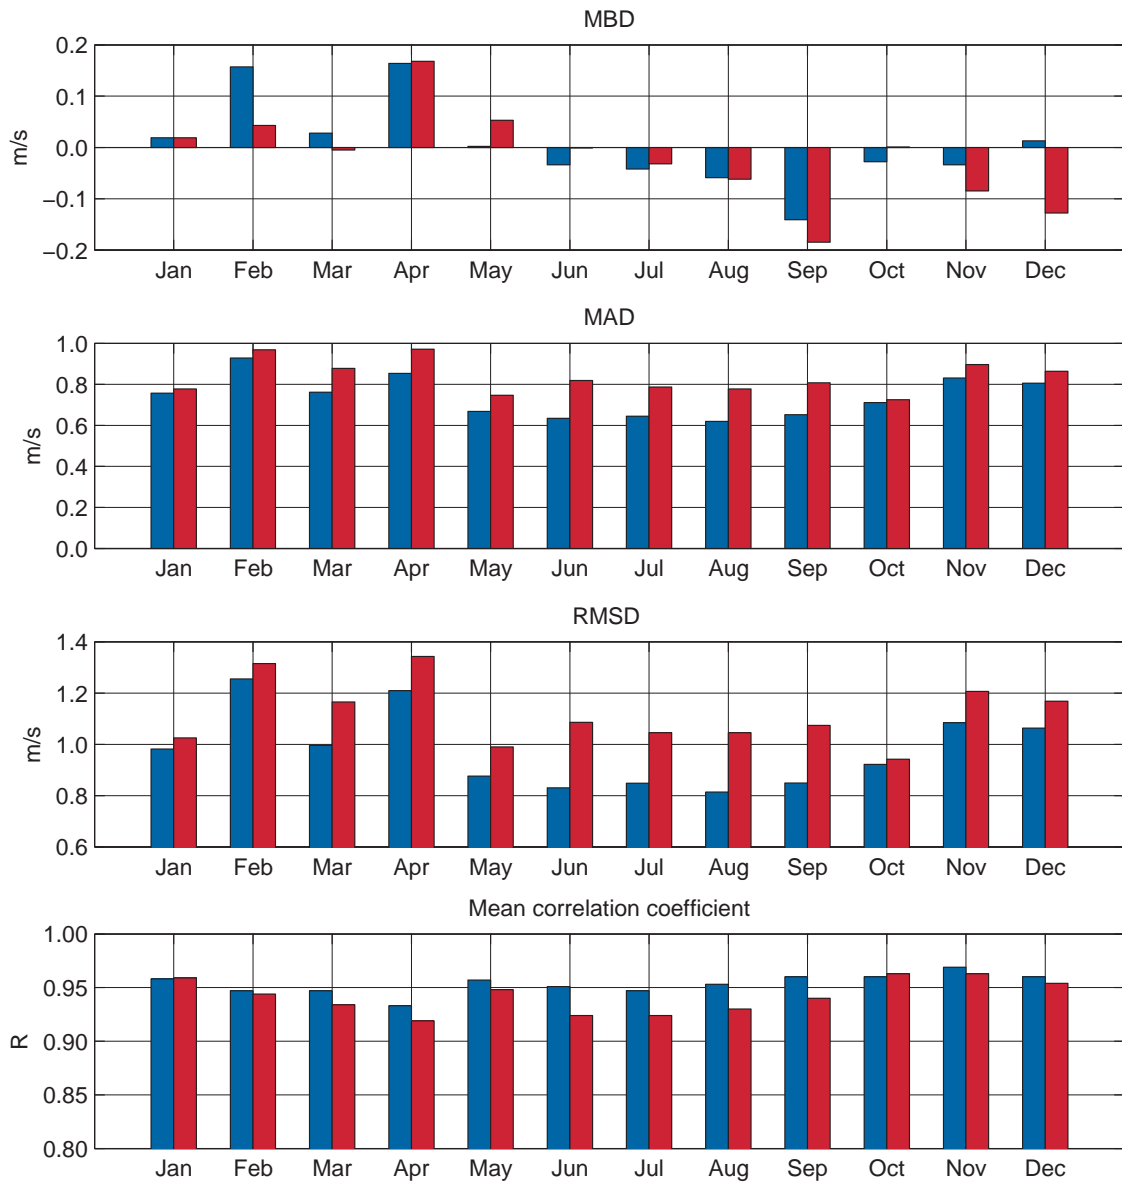 MBD
0.2
0.1
0.0
−0.1
−0.2
m/s
Jan Feb Mar Apr May Jun Jul Aug Sep Oct Nov Dec
MAD
1.0
0.8
0.6
0.4
0.2
0.0
m/s
Jan Feb Mar Apr May Jun Jul Aug Sep Oct Nov Dec
RMSD
1.4
1.2
1.0
0.8
0.6
m/s
Jan Feb Mar Apr May Jun Jul Aug Sep Oct Nov Dec
Mean correlation coefficient
1.00
0.95
0.90
0.85
0.80
R
Jan Feb Mar Apr May Jun Jul Aug Sep Oct Nov Dec